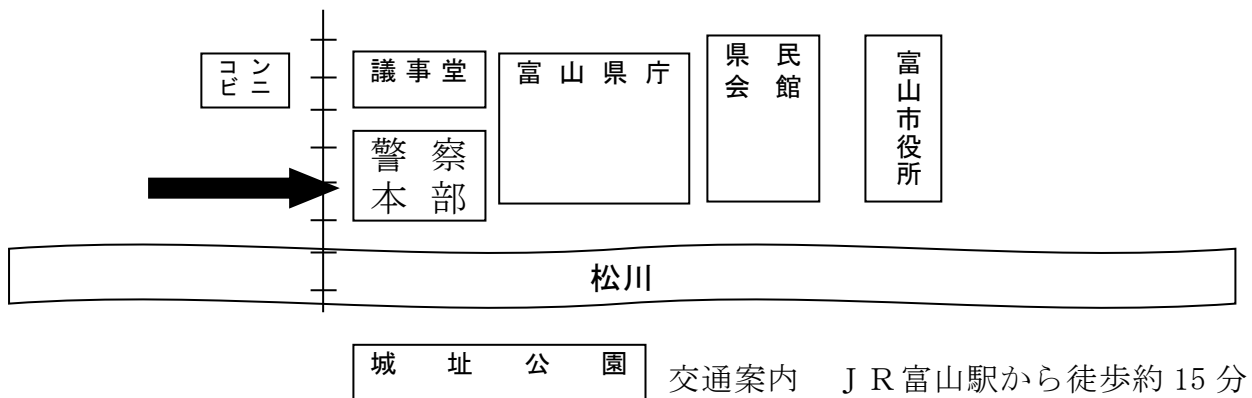 コン
ビニ
議事堂
富山県庁
県民
会館
富山市役所
警察
本部
松川
城址公園
交通案内　ＪＲ富山駅から徒歩約 15 分